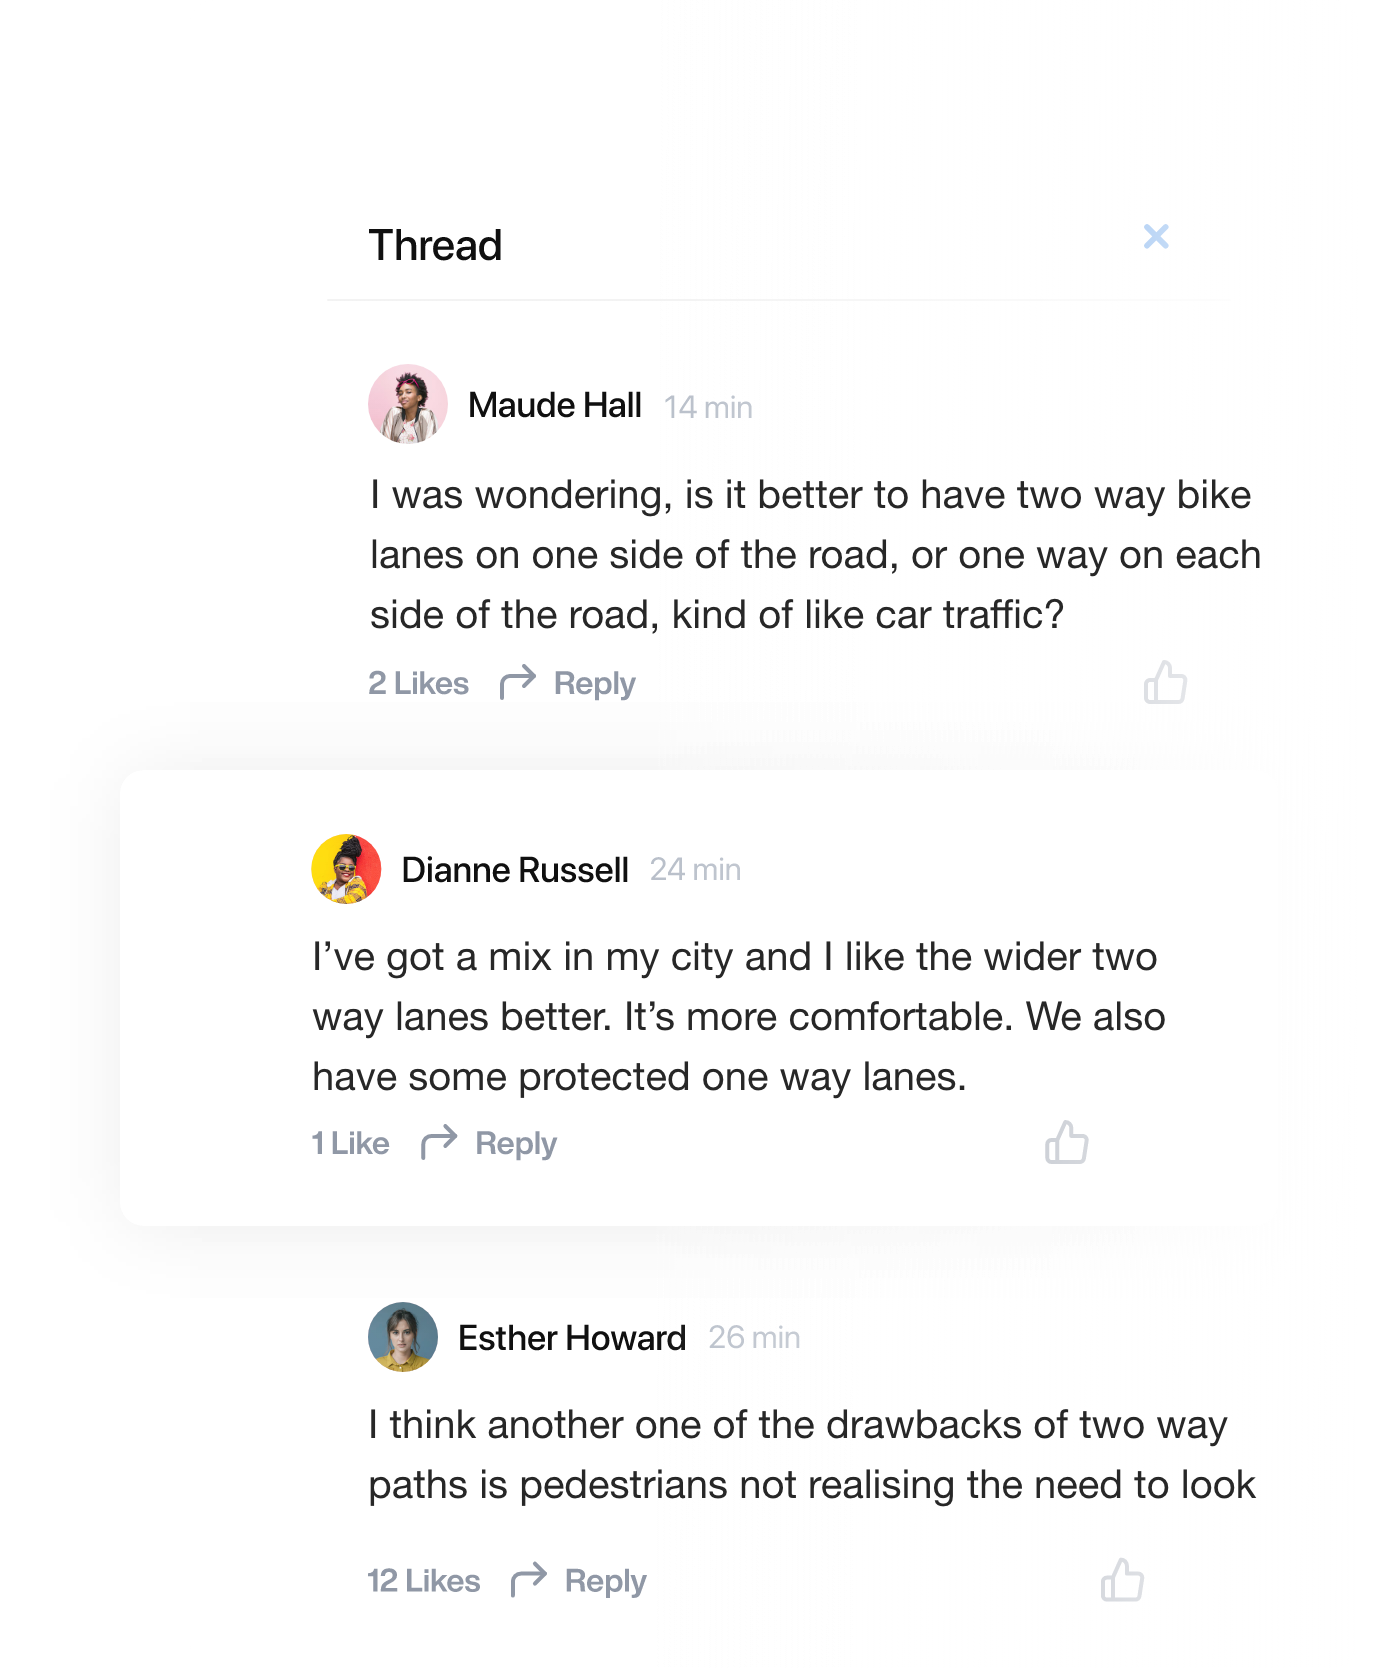 Thread
Maude Hall 14 min
I was wondering, is it better to have two way bike
lanes on one side of the road, or one way on each
side of the road, kind of like car traffic?
2 Likes Reply
Dianne Russell 24 min
I’ve got a mix in my city and I like the wider two
way lanes better. It’s more comfortable. We also
have some protected one way lanes.
1 Like Reply
Esther Howard 26 min
I think another one of the drawbacks of two way
paths is pedestrians not realising the need to look
12 Likes Reply